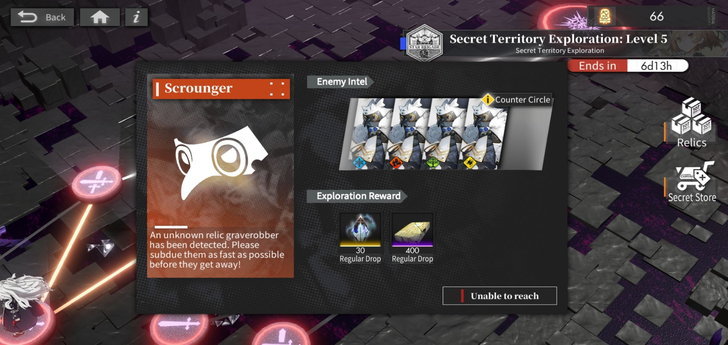 Back
66
Secret Territory Exploration: Level 5
Secret Territory Exploration
Ends in 6d13h
Scrounger
Enemy Intel
Counter Circle
Relics
Secret Store
Exploration Reward
30
Regular Drop
400
Regular Drop
An unknown relic graverobber
has been detected. Please
subdue them as fast as possible
before they get away!
Unable to reach